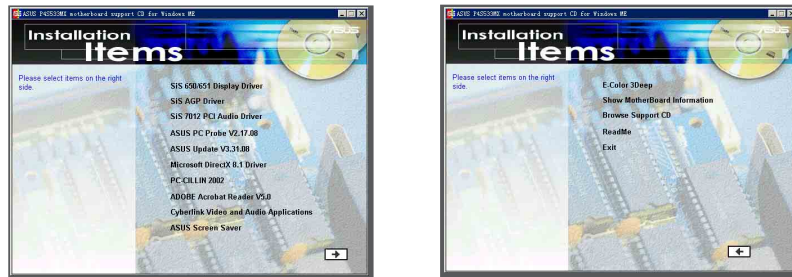 ASUS P4S533MX motherboard support CD for Windows ME
Installation
Items
Please select items on the right
side.
SiS 650/651 Display Driver
SiS AGP Driver
SiS 7012 PCI Audio Driver
ASUS PC Probe V2.17.08
ASUS Update V3.31.08
Microsoft DirectX 8.1 Driver
PC-CILLIN 2002
ADOBE Acrobat Reader V5.0
Cyberlink Video and Audio Applications
ASUS Screen Saver
ASUS P4S533MX motherboard support CD for Windows ME
Installation
Items
Please select items on the right
side.
E-Color 3Deep
Show MotherBoard Information
Browse Support CD
ReadMe
Exit